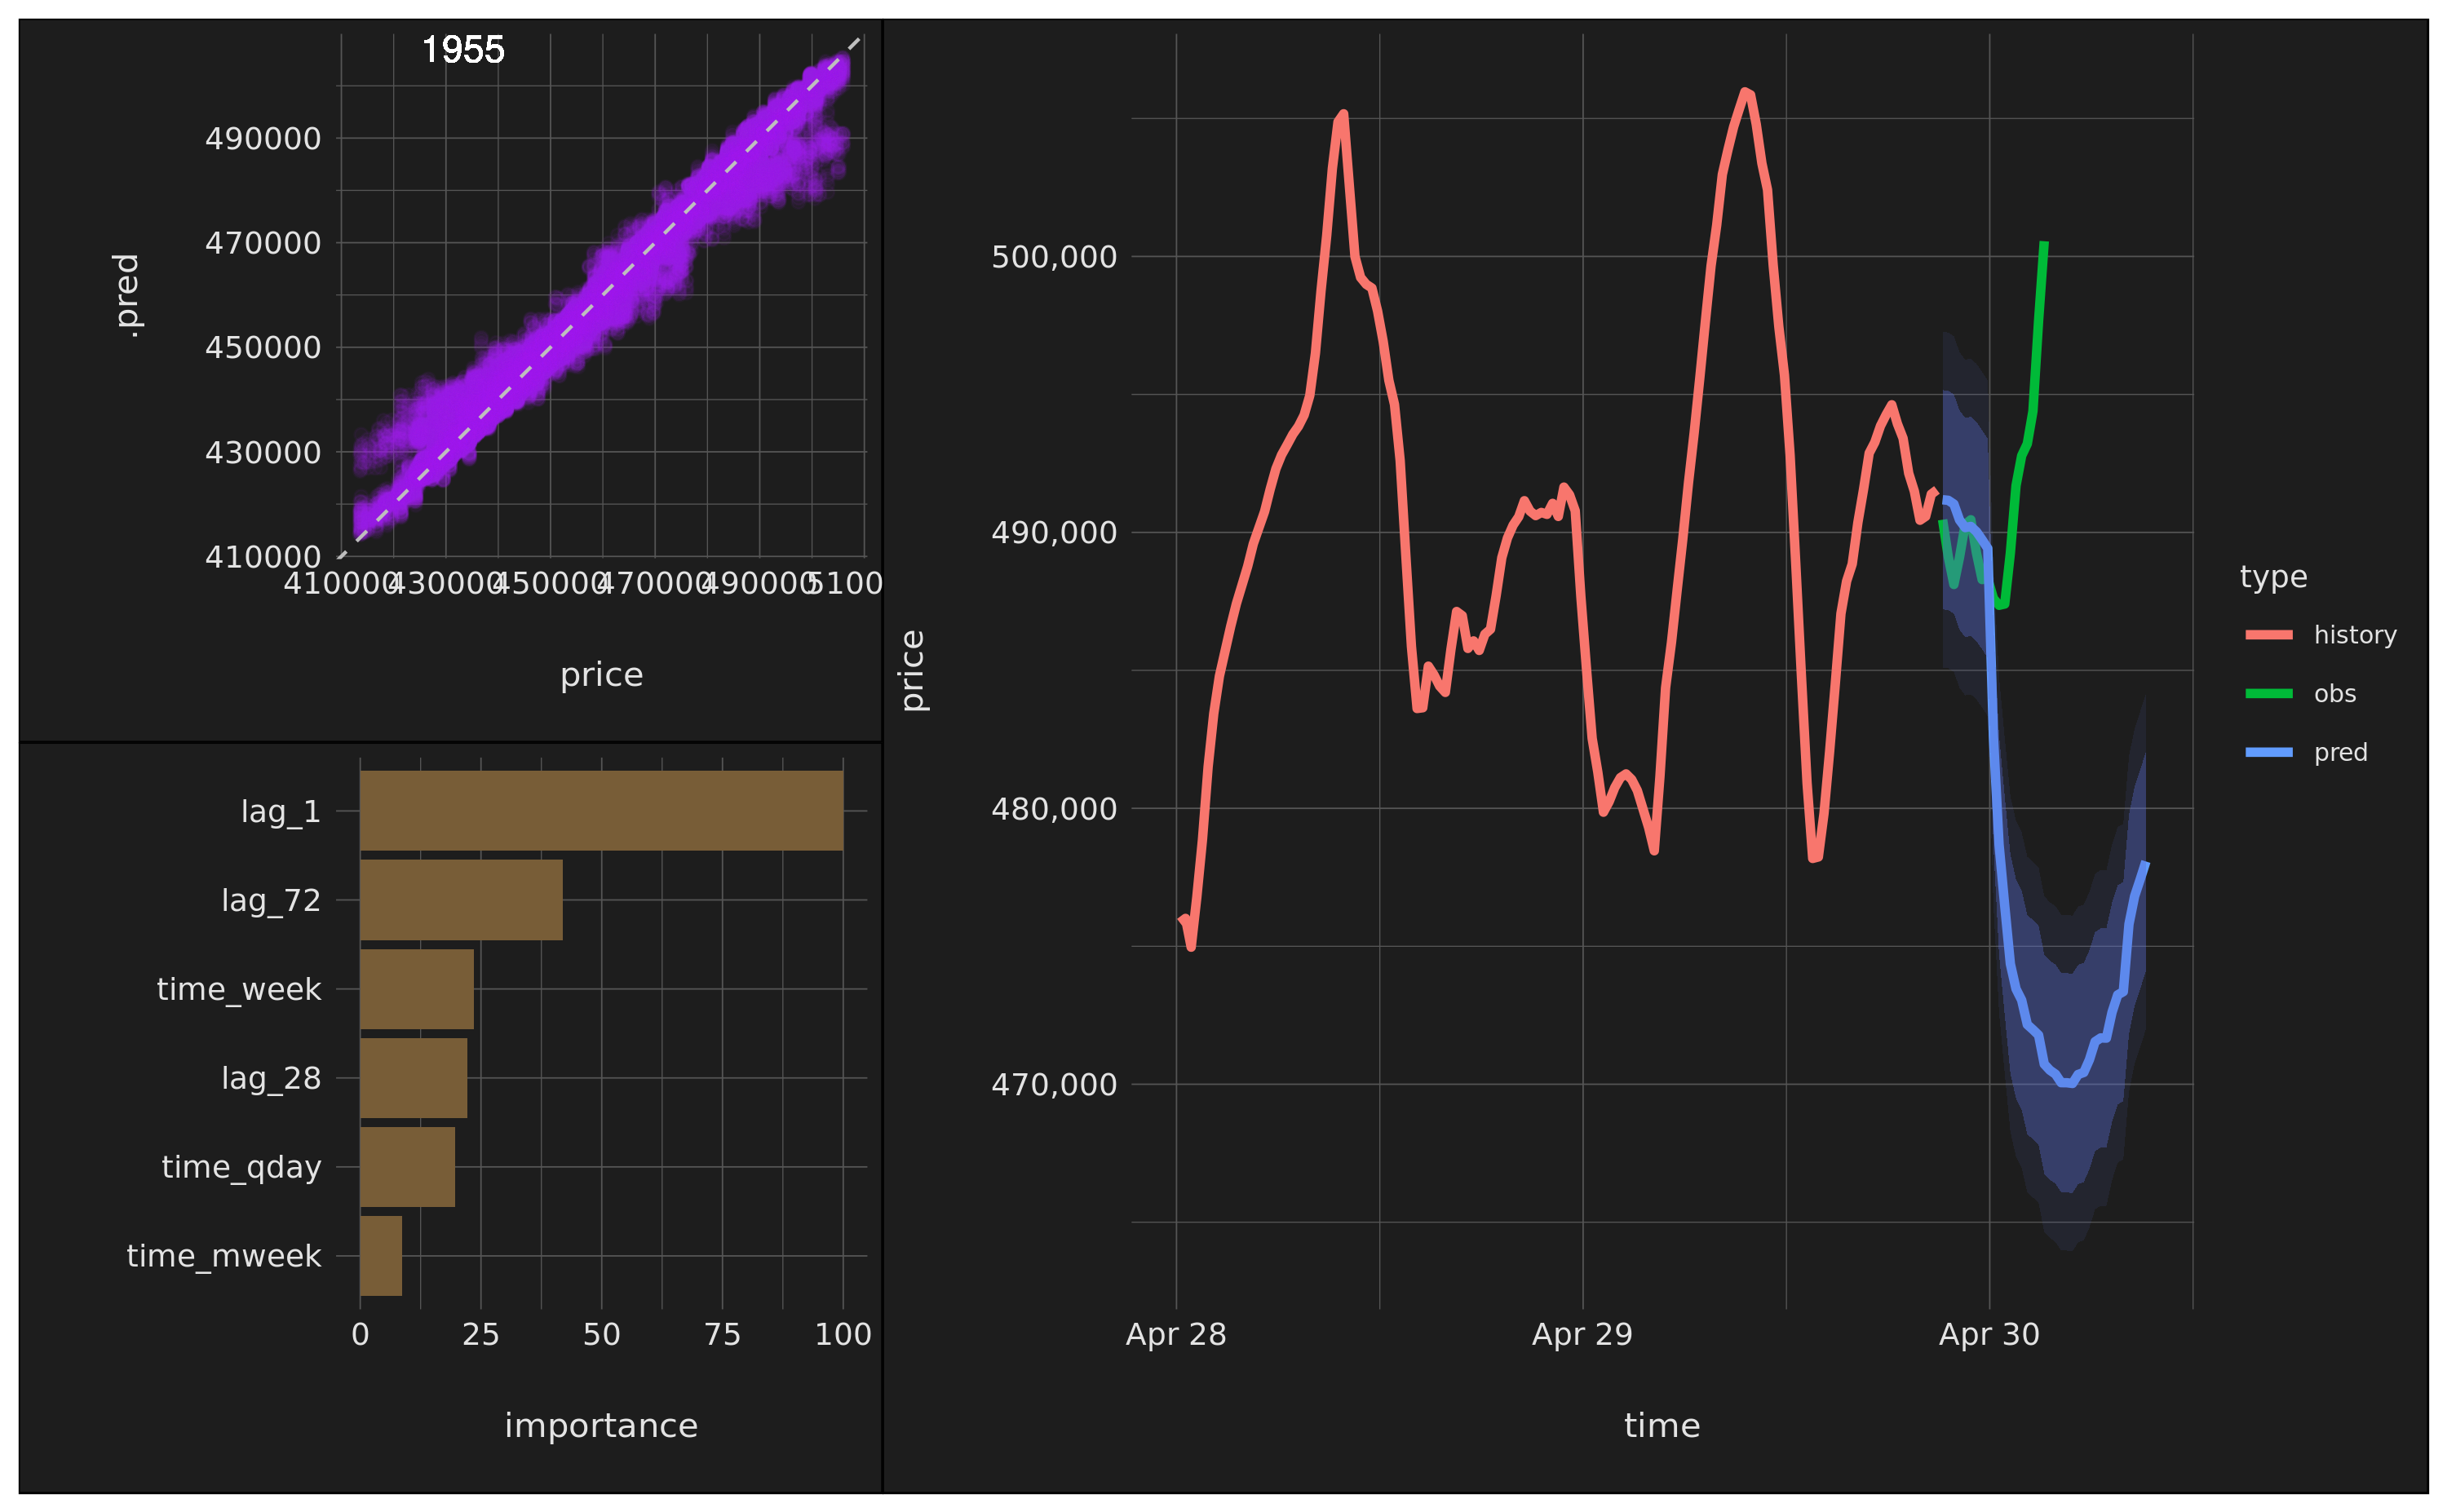 1955
.pred
490000
470000
450000
430000
410000
410000 430000 450000 470000 490000 5100
price
lag_1
lag_72
time_week
lag_28
time_qday
time_mweek
0 25 50 75 100
importance
price
500,000
490,000
480,000
470,000
Apr 28 Apr 29 Apr 30
time
type
history
obs
pred